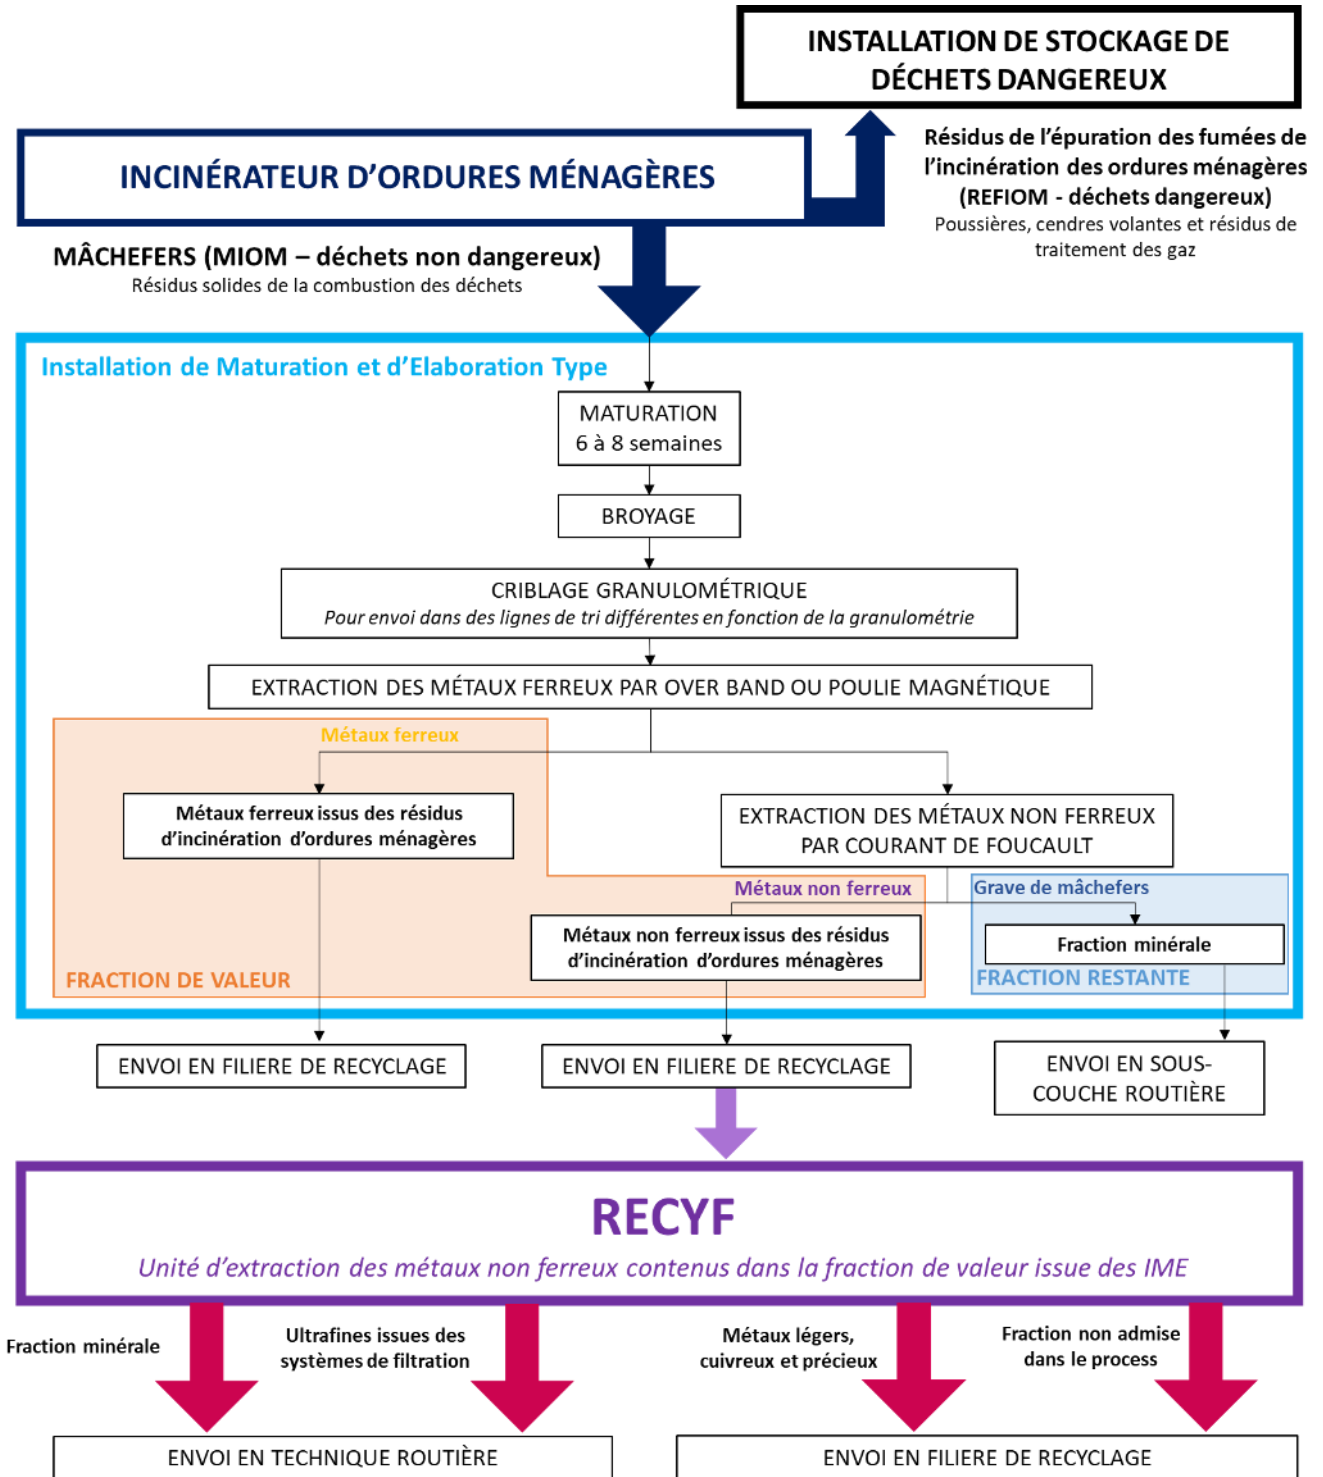 INSTALLATION DE STOCKAGE DE
DÉCHETS DANGEREUX
INCINÉRATEUR D'ORDURES MÉNAGÈRES
Résidus de l'épuration des fumées de
l'incinération des ordures ménagères
(REFIOM - déchets dangereux)
Poussières, cendres volantes et résidus de
traitement des gaz
MÂCHEFERS (MIOM – déchets non dangereux)
Résidus solides de la combustion des déchets
Installation de Maturation et d'Elaboration Type
MATURATION
6 à 8 semaines
BROYAGE
CRIBLAGE GRANULOMÉTRIQUE
Pour envoi dans des lignes de tri différentes en fonction de la granulométrie
EXTRACTION DES MÉTAUX FERREUX PAR OVER BAND OU POULIE MAGNÉTIQUE
Métaux ferreux
Métaux ferreux issus des résidus
d'incinération d'ordures ménagères
EXTRACTION DES MÉTAUX NON FERREUX
PAR COURANT DE FOUCAULT
Métaux non ferreux
Grave de mâchefers
Métaux non ferreux issus des résidus
d'incinération d'ordures ménagères
Fraction minérale
FRACTION DE VALEUR
FRACTION RESTANTE
ENVOI EN FILIERE DE RECYCLAGE
ENVOI EN FILIERE DE RECYCLAGE
ENVOI EN SOUS-
COUCHE ROUTIÈRE
RECYF
Unité d'extraction des métaux non ferreux contenus dans la fraction de valeur issue des IME
Fraction minérale
Ultrafines issues des
systèmes de filtration
Métaux légers,
cuivreux et précieux
Fraction non admise
dans le process
ENVOI EN TECHNIQUE ROUTIÈRE
ENVOI EN FILIERE DE RECYCLAGE